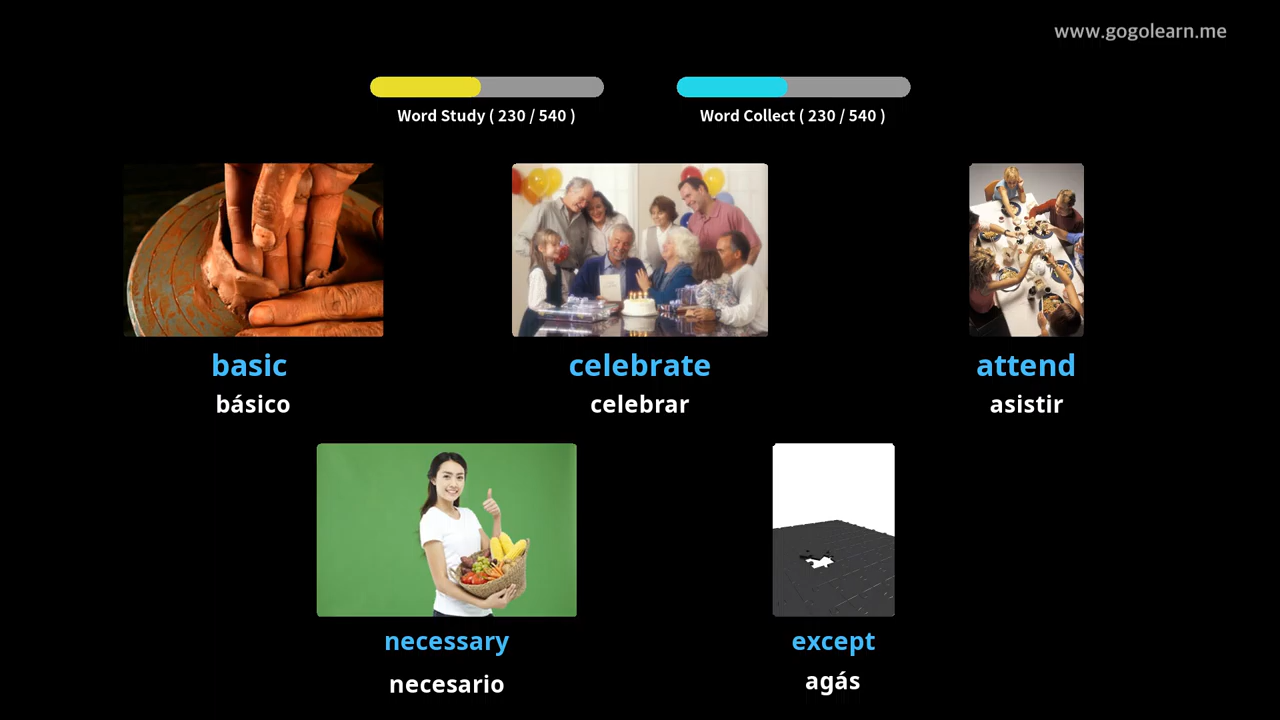 www.gogolearn.me
Word Study ( 230 / 540 )
Word Collect ( 230 / 540 )
basic
básico
celebrate
celebrar
attend
asistir
necessary
necesario
except
agás